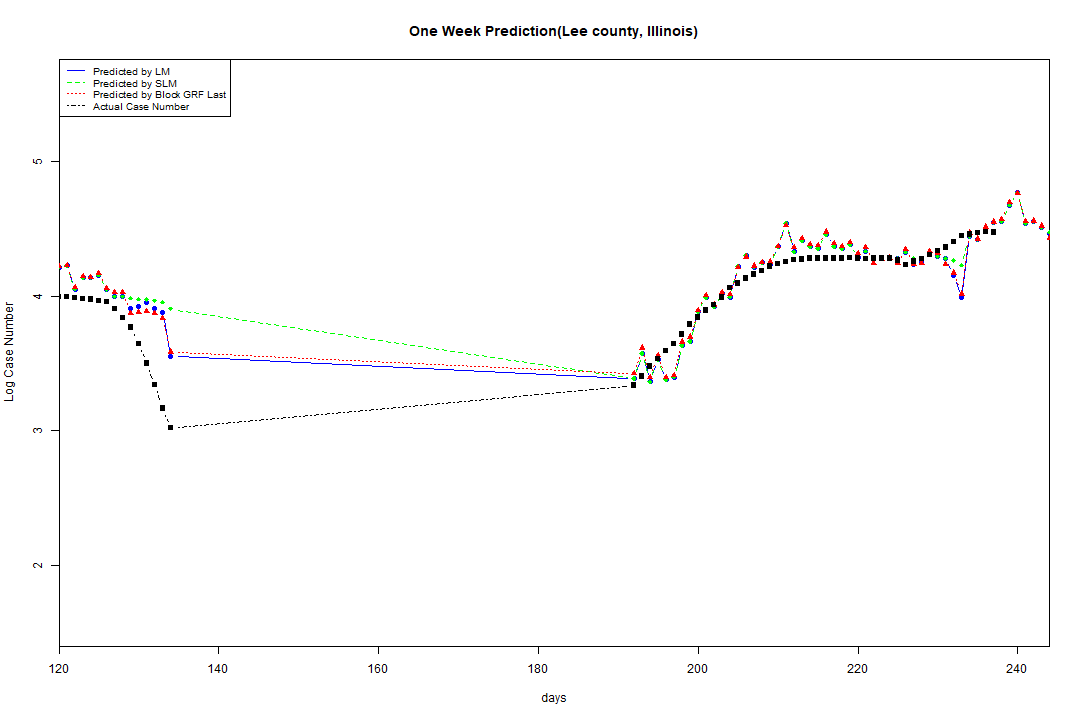 One Week Prediction(Lee county, Illinois)
Predicted by LM
Predicted by SLM
Predicted by Block GRF Last
Actual Case Number
Log Case Number
5
4
3
2
120 140 160 180 200 220 240
days